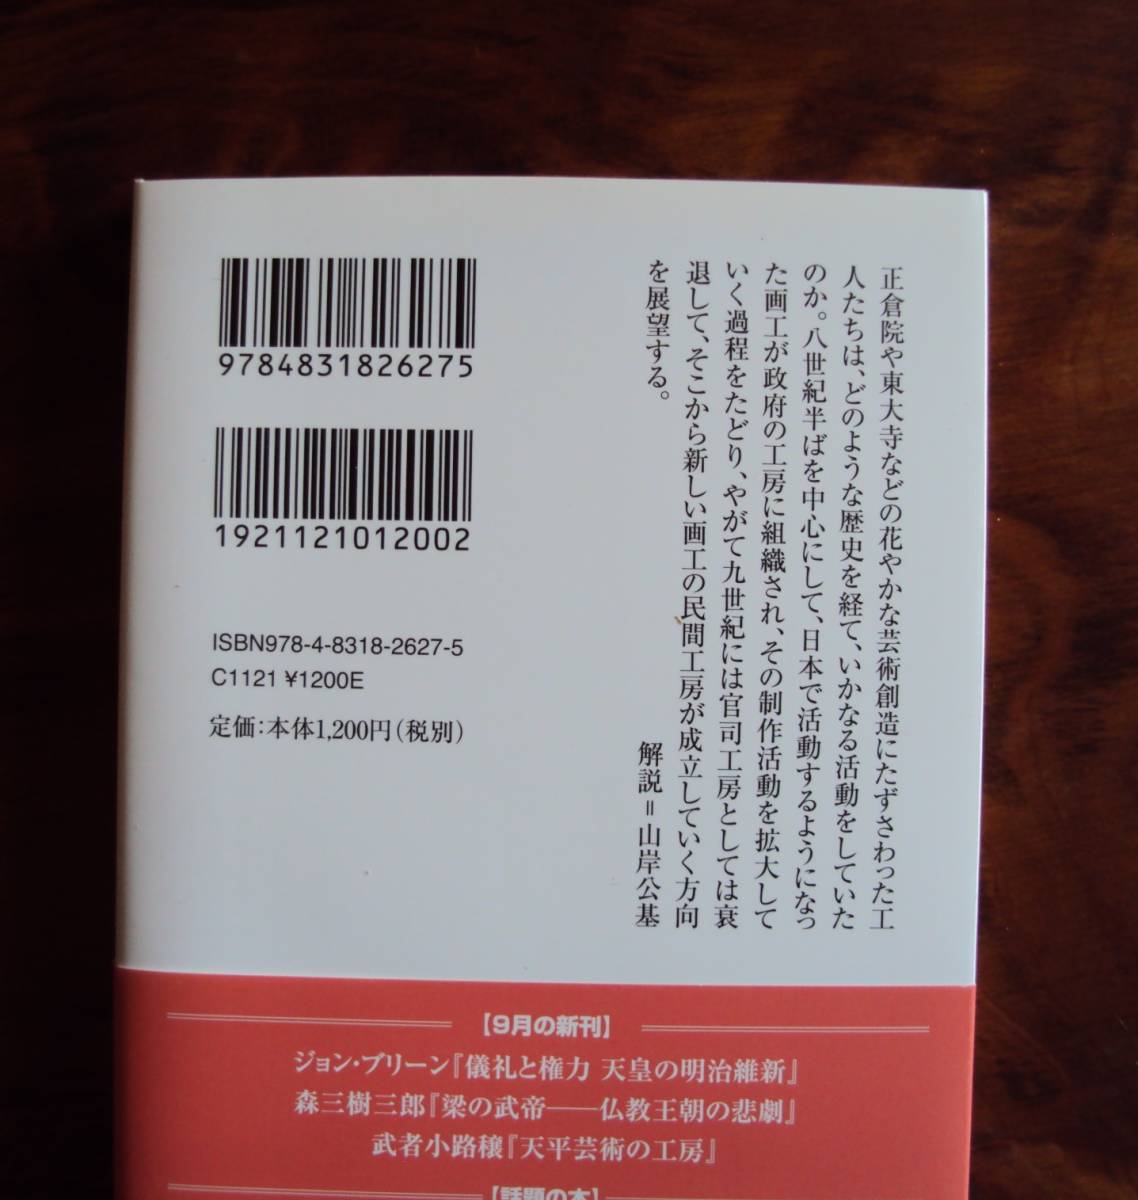 正倉院や東大寺などの花やかな芸術創造にたずさわった工
人たちは、どのような歴史を経て、いかなる活動をしていた
のか。八世紀半ばを中心にして、日本で活動するようになっ
た画工が政府の工房に組織され、その制作活動を拡大して
いく過程をたどり、やがて九世紀には官司工房としては衰
退して、そこから新しい画工の民間工房が成立していく方向
を展望する。
解説＝山岸公基
9784831826275
1921121012002
ISBN978-4-8318-2627-5
C1121 ¥1200E
定価：本体1,200円（税別）
【9月の新刊】
ジョン・ブリーン『儀礼と権力 天皇の明治維新』
森三樹三郎『梁の武帝――仏教王朝の悲劇』
武者小路穣『天平芸術の工房』
【話題の本】